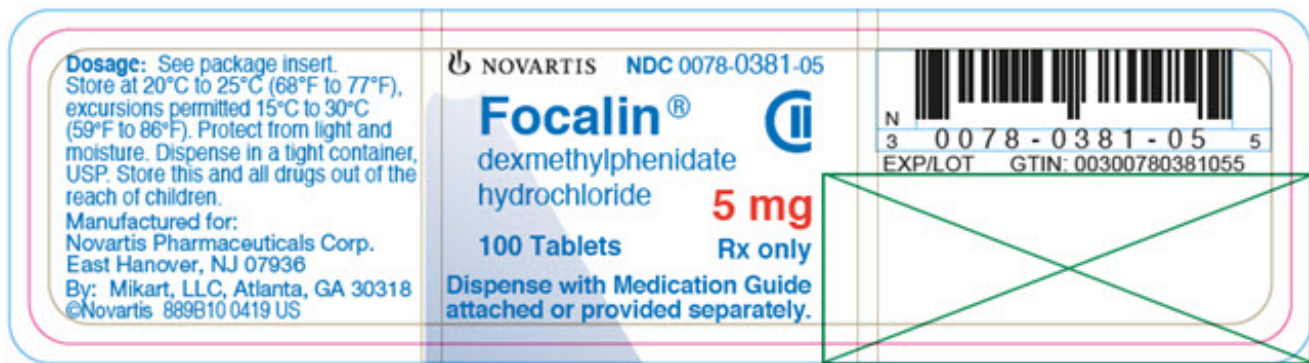 Dosage: See package insert.
Store at 20°C to 25°C (68°F to 77°F),
excursions permitted 15°C to 30°C
(59°F to 86°F). Protect from light and
moisture. Dispense in a tight container,
USP. Store this and all drugs out of the
reach of children.
Manufactured for:
Novartis Pharmaceuticals Corp.
East Hanover, NJ 07936
By: Mikart, LLC, Atlanta, GA 30318
©Novartis 889B10 0419 US
NOVARTIS NDC 0078-0381-05
Focalin® CII
dexmethylphenidate
hydrochloride
5 mg
100 Tablets Rx only
Dispense with Medication Guide
attached or provided separately.
N
3 0078-0381-05 5
EXP/LOT GTIN: 00300780381055